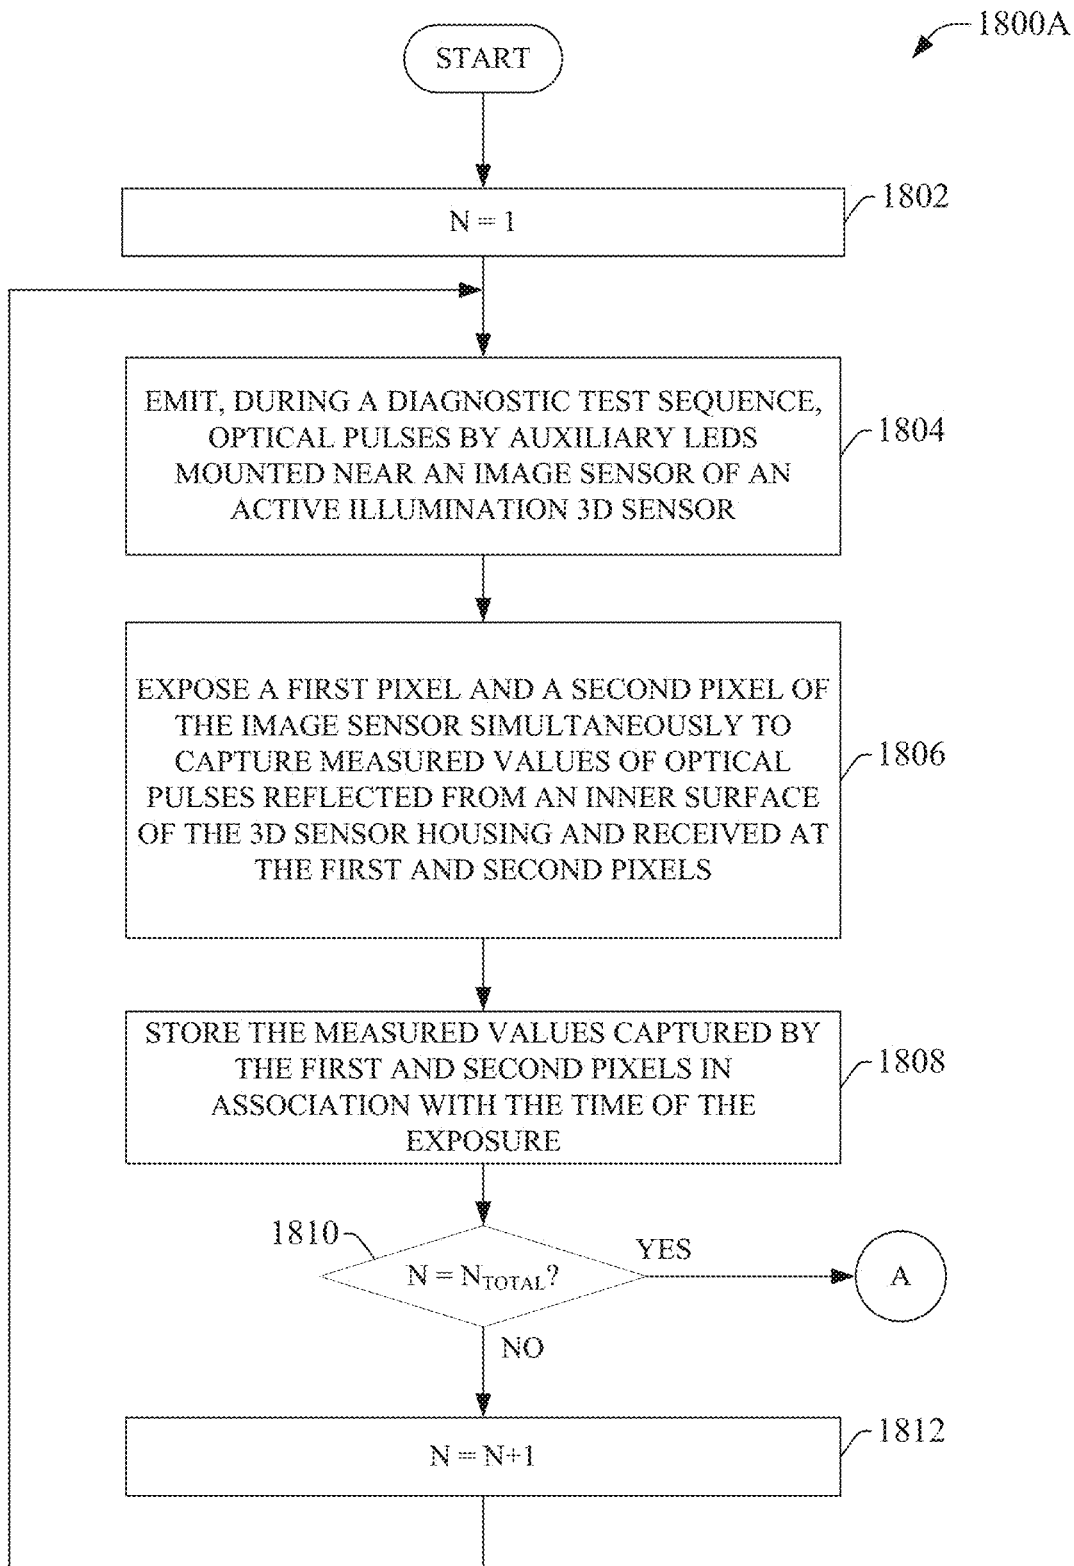 1800A
START
N = 1
1802
EMIT, DURING A DIAGNOSTIC TEST SEQUENCE,
OPTICAL PULSES BY AUXILIARY LEDS
MOUNTED NEAR AN IMAGE SENSOR OF AN
ACTIVE ILLUMINATION 3D SENSOR
1804
EXPOSE A FIRST PIXEL AND A SECOND PIXEL OF
THE IMAGE SENSOR SIMULTANEOUSLY TO
CAPTURE MEASURED VALUES OF OPTICAL
PULSES REFLECTED FROM AN INNER SURFACE
OF THE 3D SENSOR HOUSING AND RECEIVED AT
THE FIRST AND SECOND PIXELS
1806
STORE THE MEASURED VALUES CAPTURED BY
THE FIRST AND SECOND PIXELS IN
ASSOCIATION WITH THE TIME OF THE
EXPOSURE
1808
1810
N = NTOTAL?
YES
A
NO
N = N+1
1812